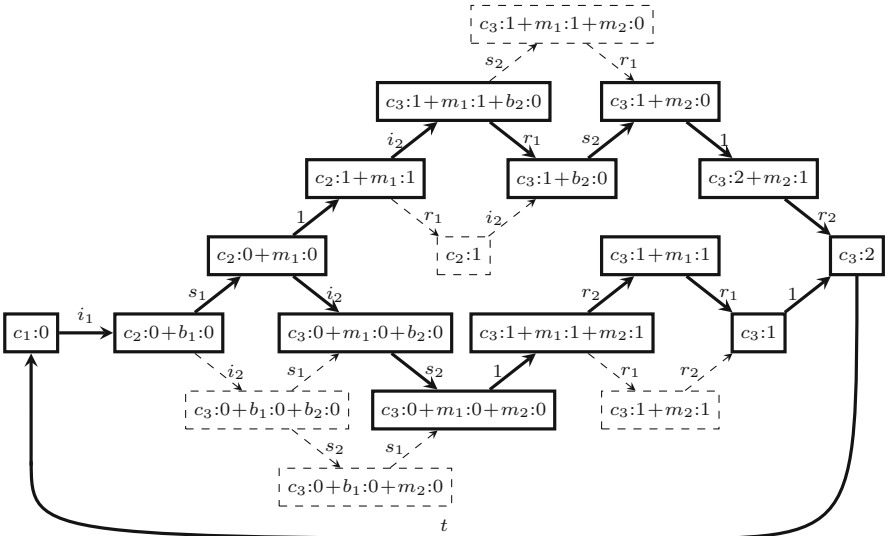 c₃:1+m₁:1+m₂:0
s₂ r₁
c₃:1+m₁:1+b₂:0 c₃:1+m₂:0
i₂ r₁ s₂ 1
c₂:1+m₁:1 c₃:1+b₂:0 c₃:2+m₂:1
1 r₁ i₂ r₂
c₂:0+m₁:0 c₂:1 c₃:1+m₁:1 c₃:2
s₁ i₂ r₂ r₁ 1
i₁
c₁:0 c₂:0+b₁:0 c₃:0+m₁:0+b₂:0 c₃:1+m₁:1+m₂:1 c₃:1
i₂ s₁ s₂ 1 r₁ r₂
c₃:0+b₁:0+b₂:0 c₃:0+m₁:0+m₂:0 c₃:1+m₂:1
s₂ s₁
c₃:0+b₁:0+m₂:0
t